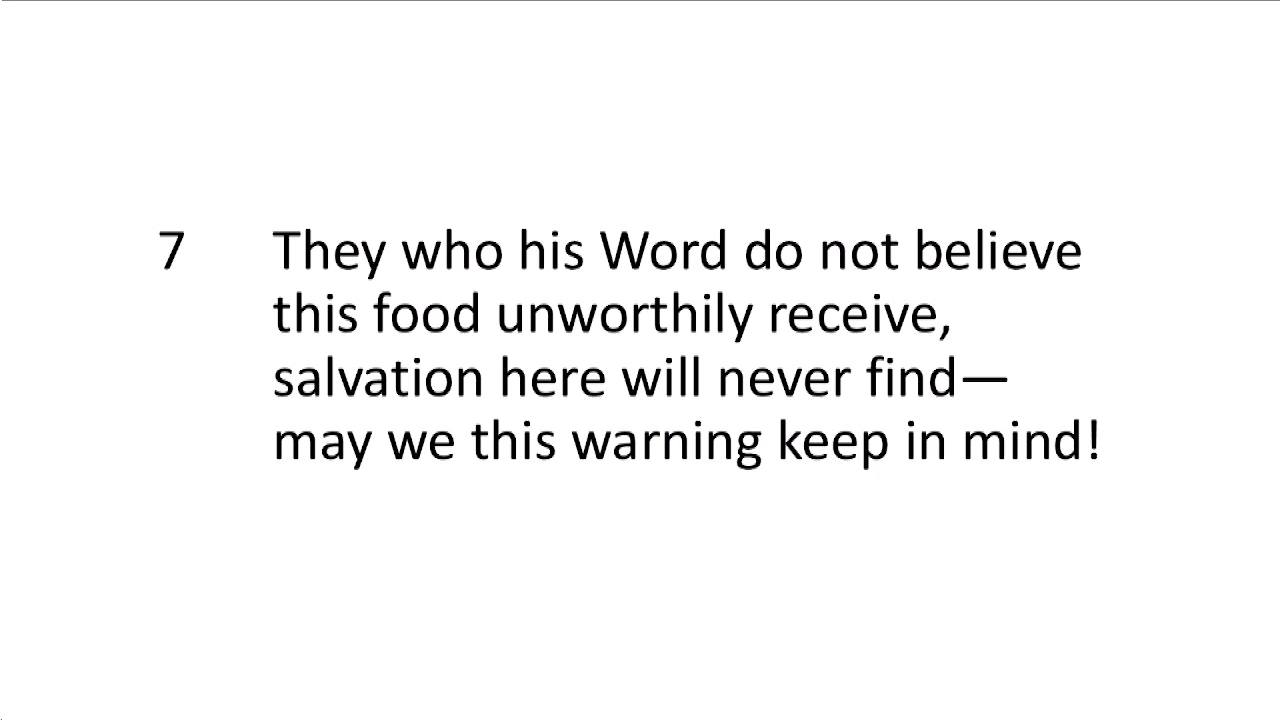 7 They who his Word do not believe
this food unworthily receive,
salvation here will never find—
may we this warning keep in mind!